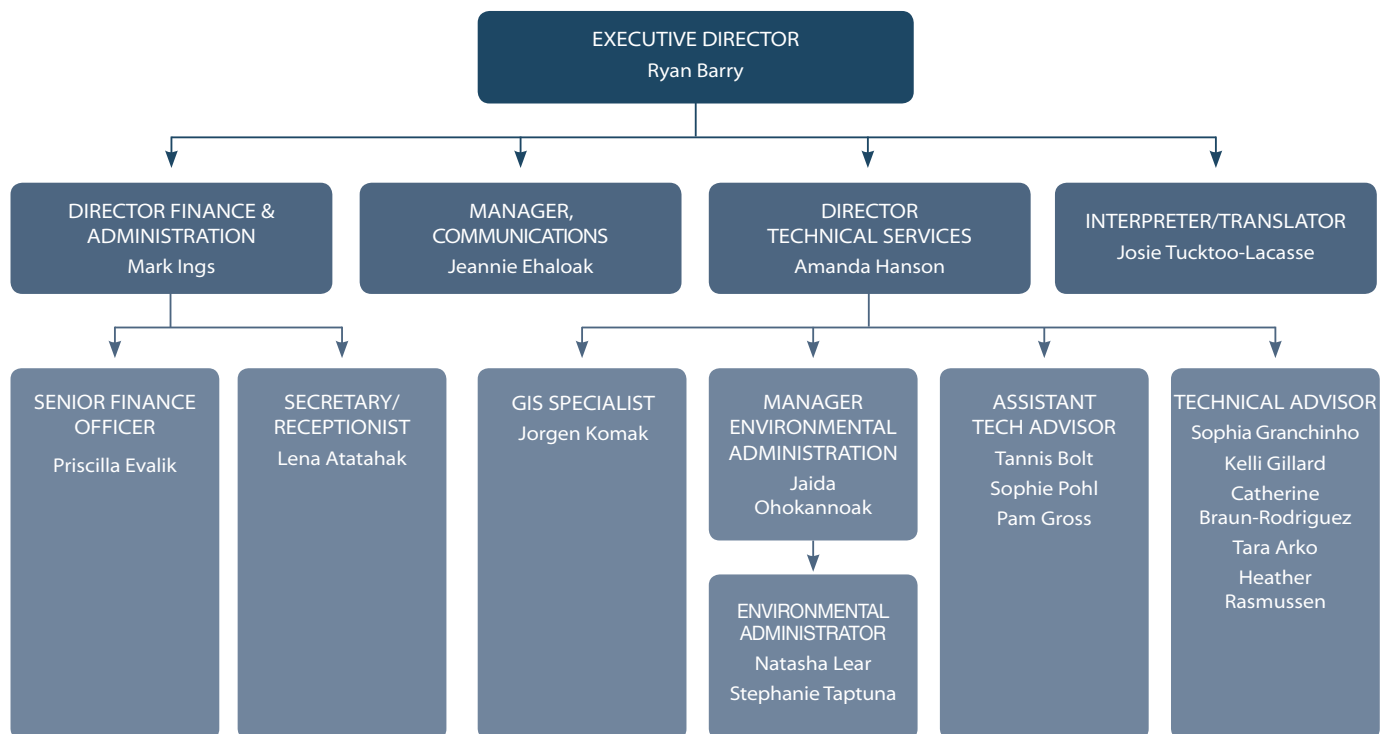 EXECUTIVE DIRECTOR
Ryan Barry
DIRECTOR FINANCE &
ADMINISTRATION
Mark Ings
MANAGER,
COMMUNICATIONS
Jeannie Ehaloak
DIRECTOR
TECHNICAL SERVICES
Amanda Hanson
INTERPRETER/TRANSLATOR
Josie Tucktoo-Lacasse
SENIOR FINANCE
OFFICER
Priscilla Evalik
SECRETARY/
RECEPTIONIST
Lena Atatahak
GIS SPECIALIST
Jorgen Komak
MANAGER
ENVIRONMENTAL
ADMINISTRATION
Jaida
Ohokannoak
ENVIRONMENTAL
ADMINISTRATOR
Natasha Lear
Stephanie Taptuna
ASSISTANT
TECH ADVISOR
Tannis Bolt
Sophie Pohl
Pam Gross
TECHNICAL ADVISOR
Sophia Granchinho
Kelli Gillard
Catherine
Braun-Rodriguez
Tara Arko
Heather
Rasmussen